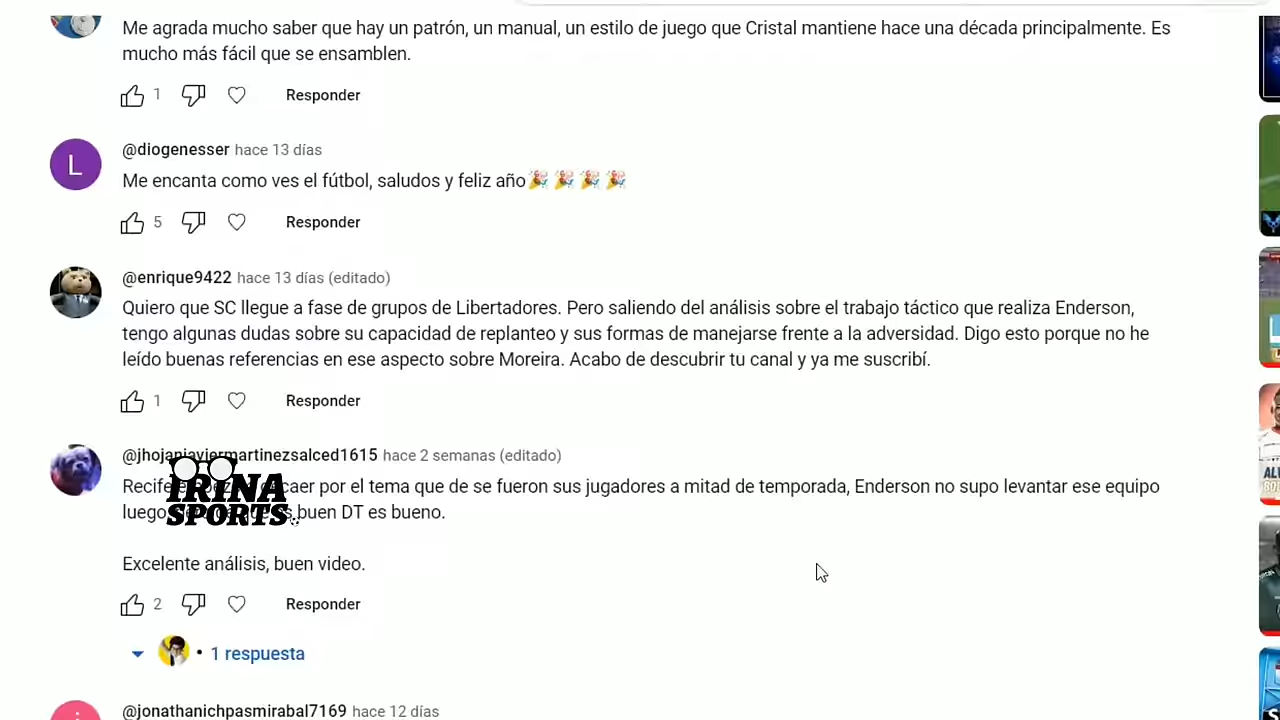 Me agrada mucho saber que hay un patrón, un manual, un estilo de juego que Cristal mantiene hace una década principalmente. Es
mucho más fácil que se ensamblen.
1 Responder
L
@diogenesser hace 13 días
Me encanta como ves el fútbol, saludos y feliz año🎉🎉🎉🎉
5 Responder
@enrique9422 hace 13 días (editado)
Quiero que SC llegue a fase de grupos de Libertadores. Pero saliendo del análisis sobre el trabajo táctico que realiza Enderson,
tengo algunas dudas sobre su capacidad de replanteo y sus formas de manejarse frente a la adversidad. Digo esto porque no he
leído buenas referencias en ese aspecto sobre Moreira. Acabo de descubrir tu canal y ya me suscribí.
1 Responder
@jhojanjaviermartinezsalced1615 hace 2 semanas (editado)
Recife caer por el tema que de se fueron sus jugadores a mitad de temporada, Enderson no supo levantar ese equipo
luego buen DT es bueno.
IRINA
SPORTS
Excelente análisis, buen video.
2 Responder
• 1 respuesta
@jonathanichpasmirabal7169 hace 12 días